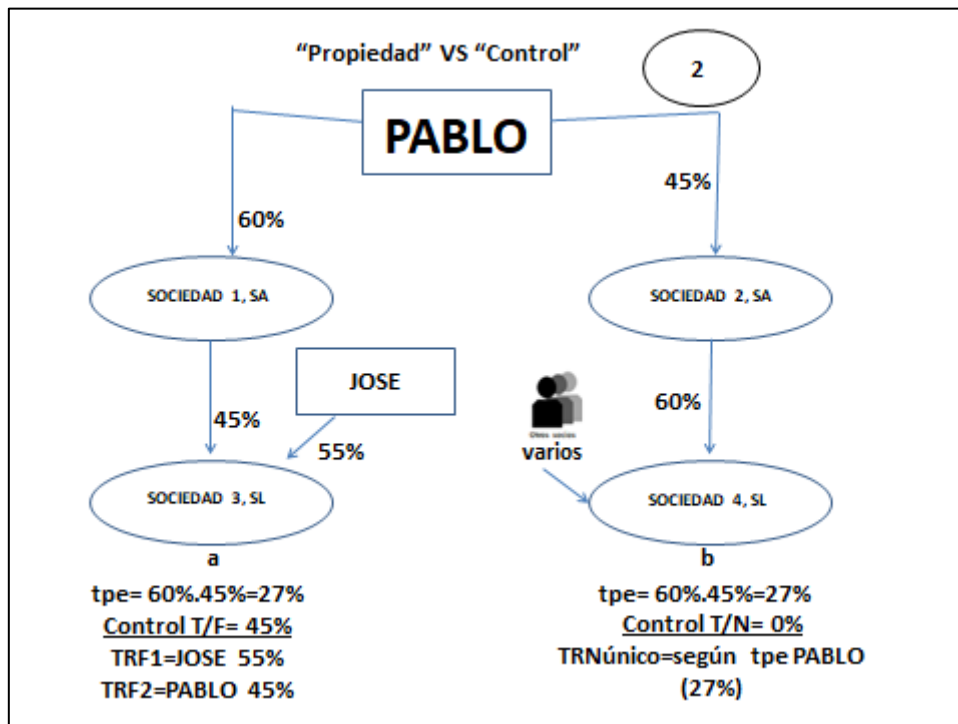 “Propiedad” VS “Control”
2
PABLO
60%
45%
SOCIEDAD 1, SA
SOCIEDAD 2, SA
JOSE
45%
55%
60%
Otros socios
varios
SOCIEDAD 3, SL
SOCIEDAD 4, SL
a
tpe= 60%.45%=27%
Control T/F= 45%
TRF1=JOSE 55%
TRF2=PABLO 45%
b
tpe= 60%.45%=27%
Control T/N= 0%
TRNúnico=según tpe PABLO
(27%)